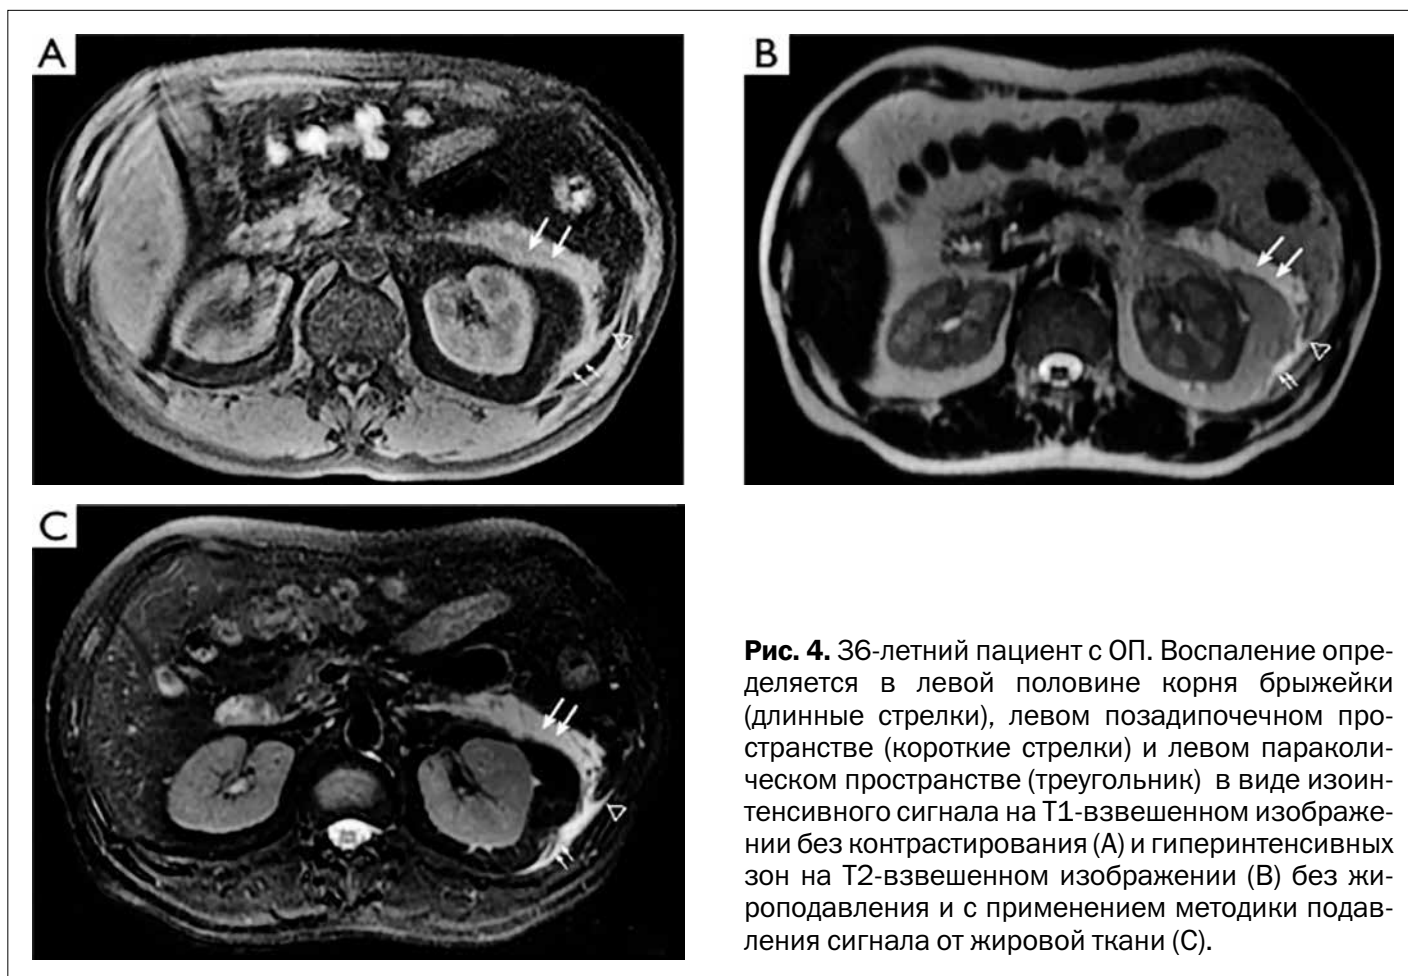 A
B
C
Рис. 4. 36-летний пациент с ОП. Воспаление опре-
деляется в левой половине корня брыжейки
(длинные стрелки), левом позадипочечном про-
странстве (короткие стрелки) и левом параколи-
ческом пространстве (треугольник) в виде изоин-
тенсивного сигнала на Т1-взвешенном изображе-
нии без контрастирования (А) и гиперинтенсивных
зон на Т2-взвешенном изображении (В) без жи-
роподавления и с применением методики подав-
ления сигнала от жировой ткани (С).